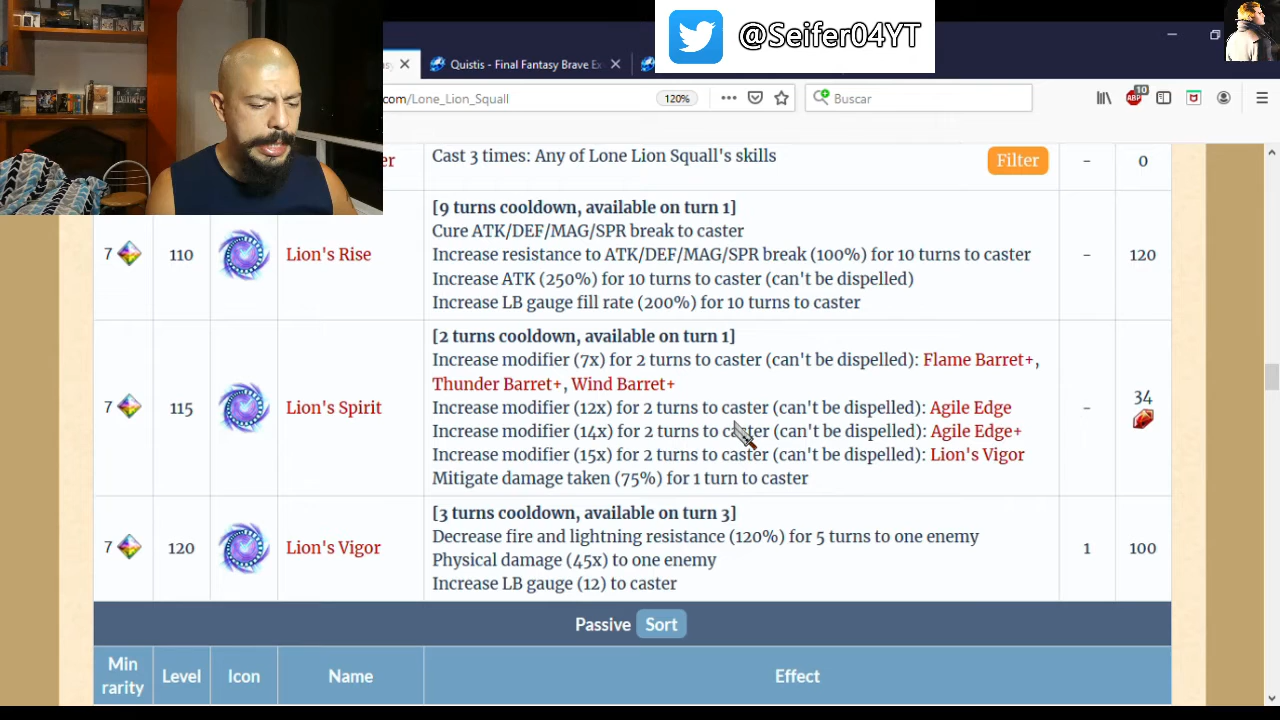 @Seifer04YT
Quistis - Final Fantasy Brave Ex
com/Lone_Lion_Squall
120%
Buscar
10
er
Cast 3 times: Any of Lone Lion Squall's skills
Filter
-
0
7
110
Lion's Rise
[9 turns cooldown, available on turn 1]
Cure ATK/DEF/MAG/SPR break to caster
Increase resistance to ATK/DEF/MAG/SPR break (100%) for 10 turns to caster
Increase ATK (250%) for 10 turns to caster (can't be dispelled)
Increase LB gauge fill rate (200%) for 10 turns to caster
-
120
7
115
Lion's Spirit
[2 turns cooldown, available on turn 1]
Increase modifier (7x) for 2 turns to caster (can't be dispelled): Flame Barret+,
Thunder Barret+, Wind Barret+
Increase modifier (12x) for 2 turns to caster (can't be dispelled): Agile Edge
Increase modifier (14x) for 2 turns to caster (can't be dispelled): Agile Edge+
Increase modifier (15x) for 2 turns to caster (can't be dispelled): Lion's Vigor
Mitigate damage taken (75%) for 1 turn to caster
-
34
7
120
Lion's Vigor
[3 turns cooldown, available on turn 3]
Decrease fire and lightning resistance (120%) for 5 turns to one enemy
Physical damage (45x) to one enemy
Increase LB gauge (12) to caster
1
100
Passive Sort
Min
rarity
Level
Icon
Name
Effect